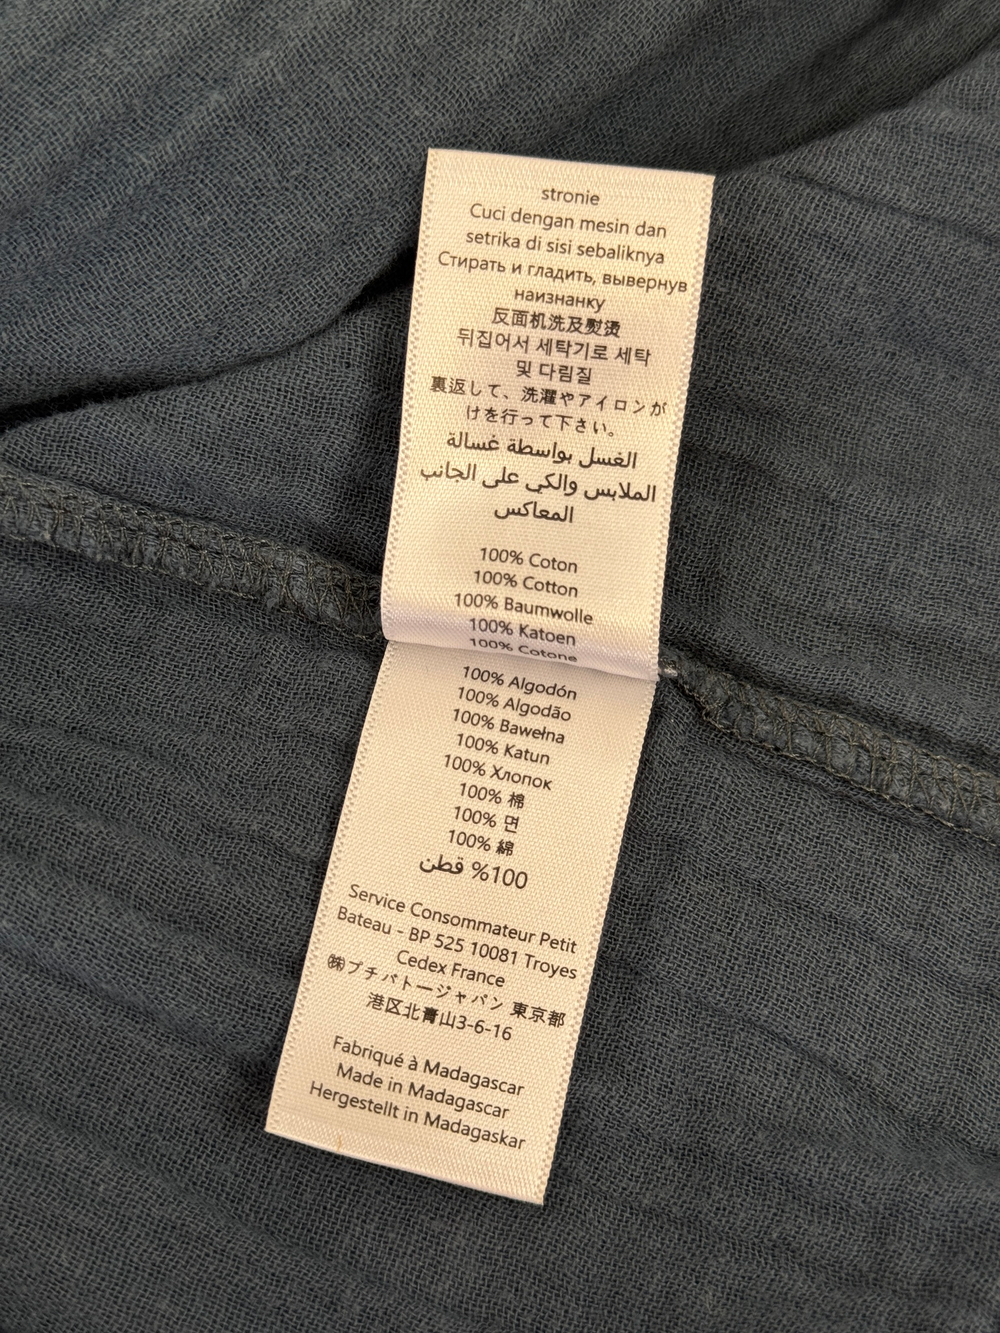 stronie
Cuci dengan mesin dan
setrika di sisi sebaliknya
Стирать и гладить, вывернув
наизнанку
反面机洗及熨烫
뒤집어서 세탁기로 세탁
및 다림질
裏返して、洗濯やアイロンが
けを行って下さい。
الغسل بواسطة غسالة
الملابس والكي على الجانب
المعاكس
100% Coton
100% Cotton
100% Baumwolle
100% Katoen
100% Cotone
100% Algodón
100% Algodão
100% Bawełna
100% Katun
100% Хлопок
100% 棉
100% 면
100% 綿
100% قطن
Service Consommateur Petit
Bateau - BP 525 10081 Troyes
Cedex France
㈱プチバトージャパン 東京都
港区北青山3-6-16
Fabriqué à Madagascar
Made in Madagascar
Hergestellt in Madagaskar